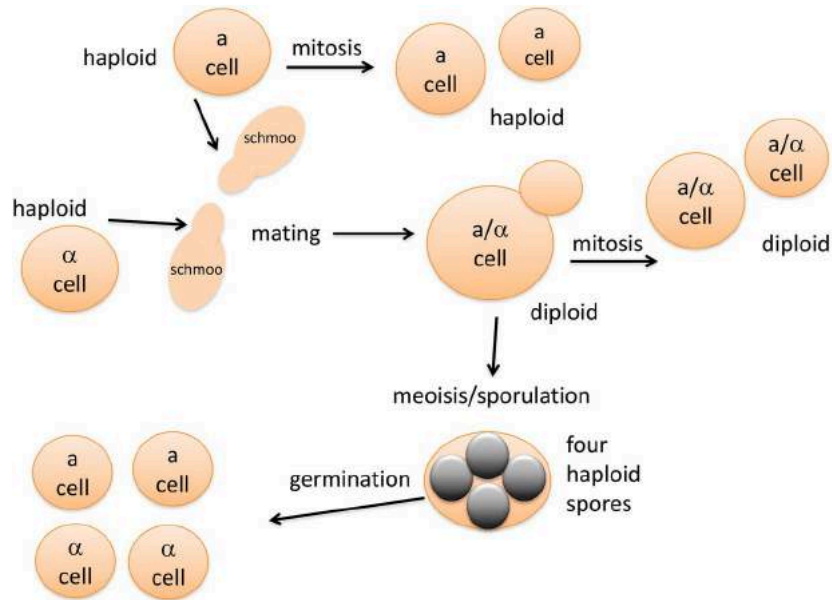 a
cell
haploid
mitosis
a
cell
a
cell
haploid
schmoo
haploid
α
cell
schmoo
mating
a/α
cell
diploid
mitosis
a/α
cell
a/α
cell
diploid
meoisis/sporulation
four
haploid
spores
germination
a
cell
a
cell
α
cell
α
cell